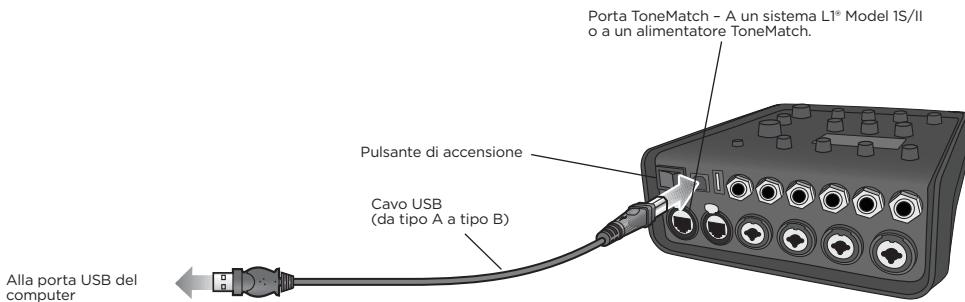 Porta ToneMatch – A un sistema L1® Model 1S/II
o a un alimentatore ToneMatch.
Pulsante di accensione
Cavo USB
(da tipo A a tipo B)
Alla porta USB del
computer